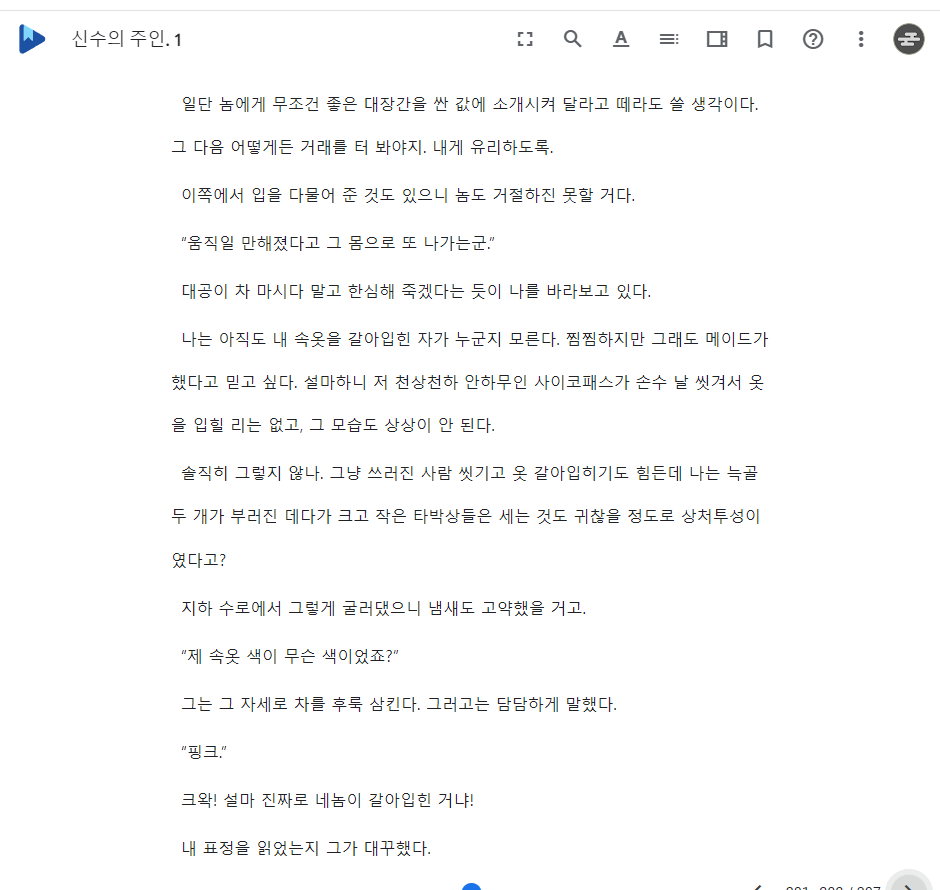 신수의 주인. 1
일단 놈에게 무조건 좋은 대장간을 싼 값에 소개시켜 달라고 떼라도 쓸 생각이다.
그 다음 어떻게든 거래를 터 봐야지. 내게 유리하도록.
이쪽에서 입을 다물어 준 것도 있으니 놈도 거절하진 못할 거다.
“움직일 만해졌다고 그 몸으로 또 나가는군.”
대공이 차 마시다 말고 한심해 죽겠다는 듯이 나를 바라보고 있다.
나는 아직도 내 속옷을 갈아입힌 자가 누군지 모른다. 찜찜하지만 그래도 메이드가
했다고 믿고 싶다. 설마하니 저 천상천하 안하무인 사이코패스가 손수 날 씻겨서 옷
을 입힐 리는 없고, 그 모습도 상상이 안 된다.
솔직히 그렇지 않나. 그냥 쓰러진 사람 씻기고 옷 갈아입히기도 힘든데 나는 늑골
두 개가 부러진 데다가 크고 작은 타박상들은 세는 것도 귀찮을 정도로 상처투성이
였다고?
지하 수로에서 그렇게 굴러댔으니 냄새도 고약했을 거고.
“제 속옷 색이 무슨 색이었죠?”
그는 그 자세로 차를 후룩 삼킨다. 그러고는 담담하게 말했다.
“핑크.”
크왁! 설마 진짜로 네놈이 갈아입힌 거냐!
내 표정을 읽었는지 그가 대꾸했다.